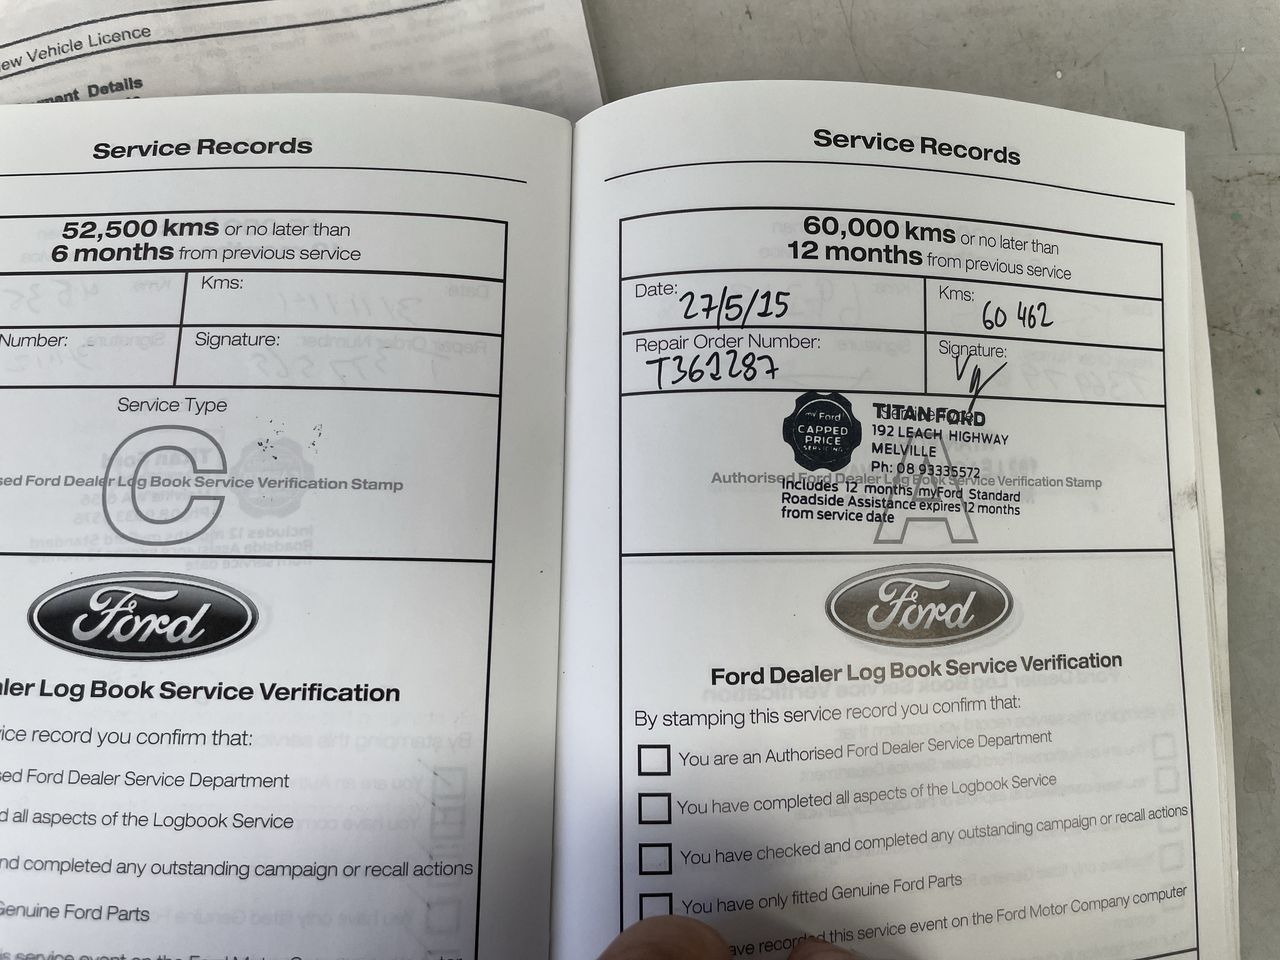 ew Vehicle Licence
ment Details
Service Records
52,500 kms or no later than
6 months from previous service
Kms:
Number:
Signature:
Service Type
C
sed Ford Dealer Log Book Service Verification Stamp
Ford
aler Log Book Service Verification
ice record you confirm that:
sed Ford Dealer Service Department
d all aspects of the Logbook Service
nd completed any outstanding campaign or recall actions
Genuine Ford Parts
Service Records
60,000 kms or no later than
12 months from previous service
Date: 27/5/15
Kms: 60 462
Repair Order Number:
T361287
Signature:
my Ford
CAPPED
PRICE
SERVICING
TITAN FORD
192 LEACH HIGHWAY
MELVILLE
Ph: 08 93335572
Authorised Ford Dealer Log Book Service Verification Stamp
A
Includes 12 months myFord Standard
Roadside Assistance expires 12 months
from service date
Ford
Ford Dealer Log Book Service Verification
By stamping this service record you confirm that:
You are an Authorised Ford Dealer Service Department
You have completed all aspects of the Logbook Service
You have checked and completed any outstanding campaign or recall actions
You have only fitted Genuine Ford Parts
ave recorded this service event on the Ford Motor Company computer